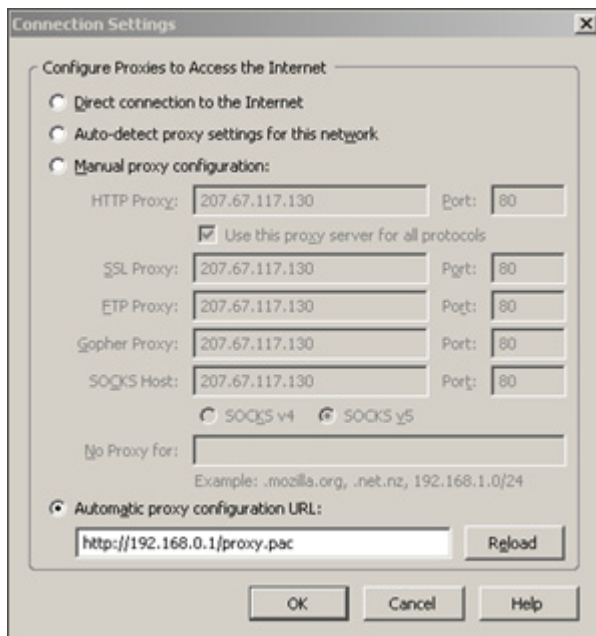 Connection Settings
Configure Proxies to Access the Internet
Direct connection to the Internet
Auto-detect proxy settings for this network
Manual proxy configuration:
HTTP Proxy: 207.67.117.130 Port: 80
Use this proxy server for all protocols
SSL Proxy: 207.67.117.130 Port: 80
FTP Proxy: 207.67.117.130 Port: 80
Gopher Proxy: 207.67.117.130 Port: 80
SOCKS Host: 207.67.117.130 Port: 80
SOCKS v4 SOCKS v5
No Proxy for:
Example: .mozilla.org, .net.nz, 192.168.1.0/24
Automatic proxy configuration URL:
http://192.168.0.1/proxy.pac Reload
OK Cancel Help